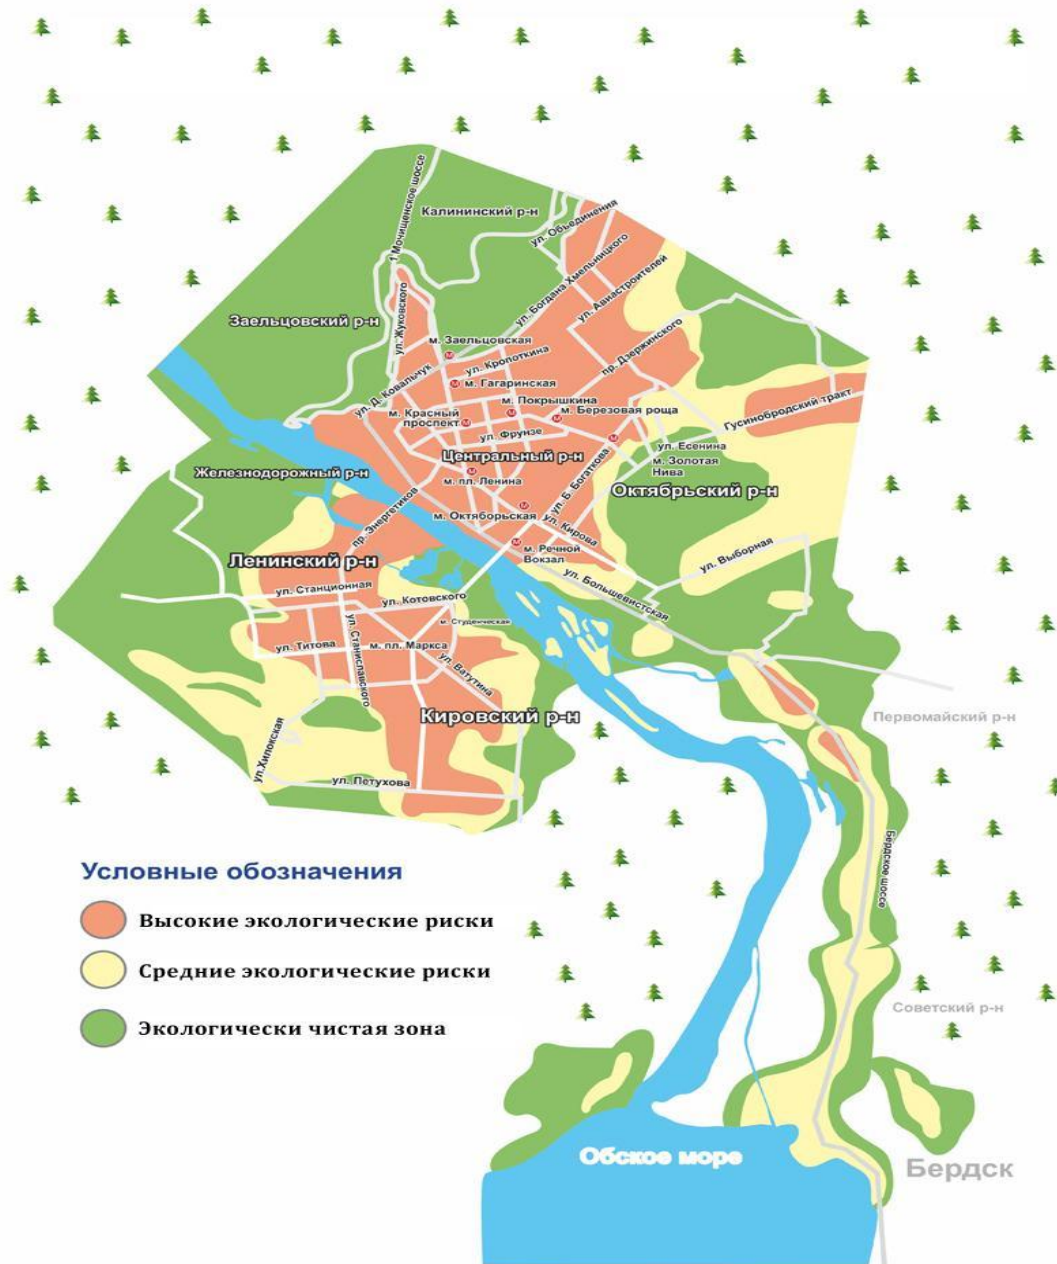 1 Мочищенское шоссе
Калининский р-н
ул. Объединения
ул. Богдана Хмельницкого
ул. Авиастроителей
Заельцовский р-н
ул. Жуковского
м. Заельцовская
ул. Кропоткина
пр. Дзержинского
ул. Д. Ковальчук
м. Гагаринская
м. Покрышкина
м. Красный
проспект
м. Березовая роща
Гусинобродский тракт
ул. Фрунзе
ул. Есенина
Центральный р-н
м. Золотая
Нива
Железнодорожный р-н
м. пл. Ленина
ул. Б. Богаткова
Октябрьский р-н
пр. Энергетиков
м. Октяборьская
ул. Кирова
м. Речной
Вокзал
ул. Выборная
Ленинский р-н
ул. Большевистская
ул. Станционная
ул. Котовского
м. Студенческая
ул. Титова
ул. Станиславского
м. пл. Маркса
ул. Ватутина
Кировский р-н
Первомайский р-н
ул.Хилокская
ул. Петухова
Бердское шоссе
Условные обозначения
Высокие экологические риски
Средние экологические риски
Экологически чистая зона
Советский р-н
Обское море
Бердск